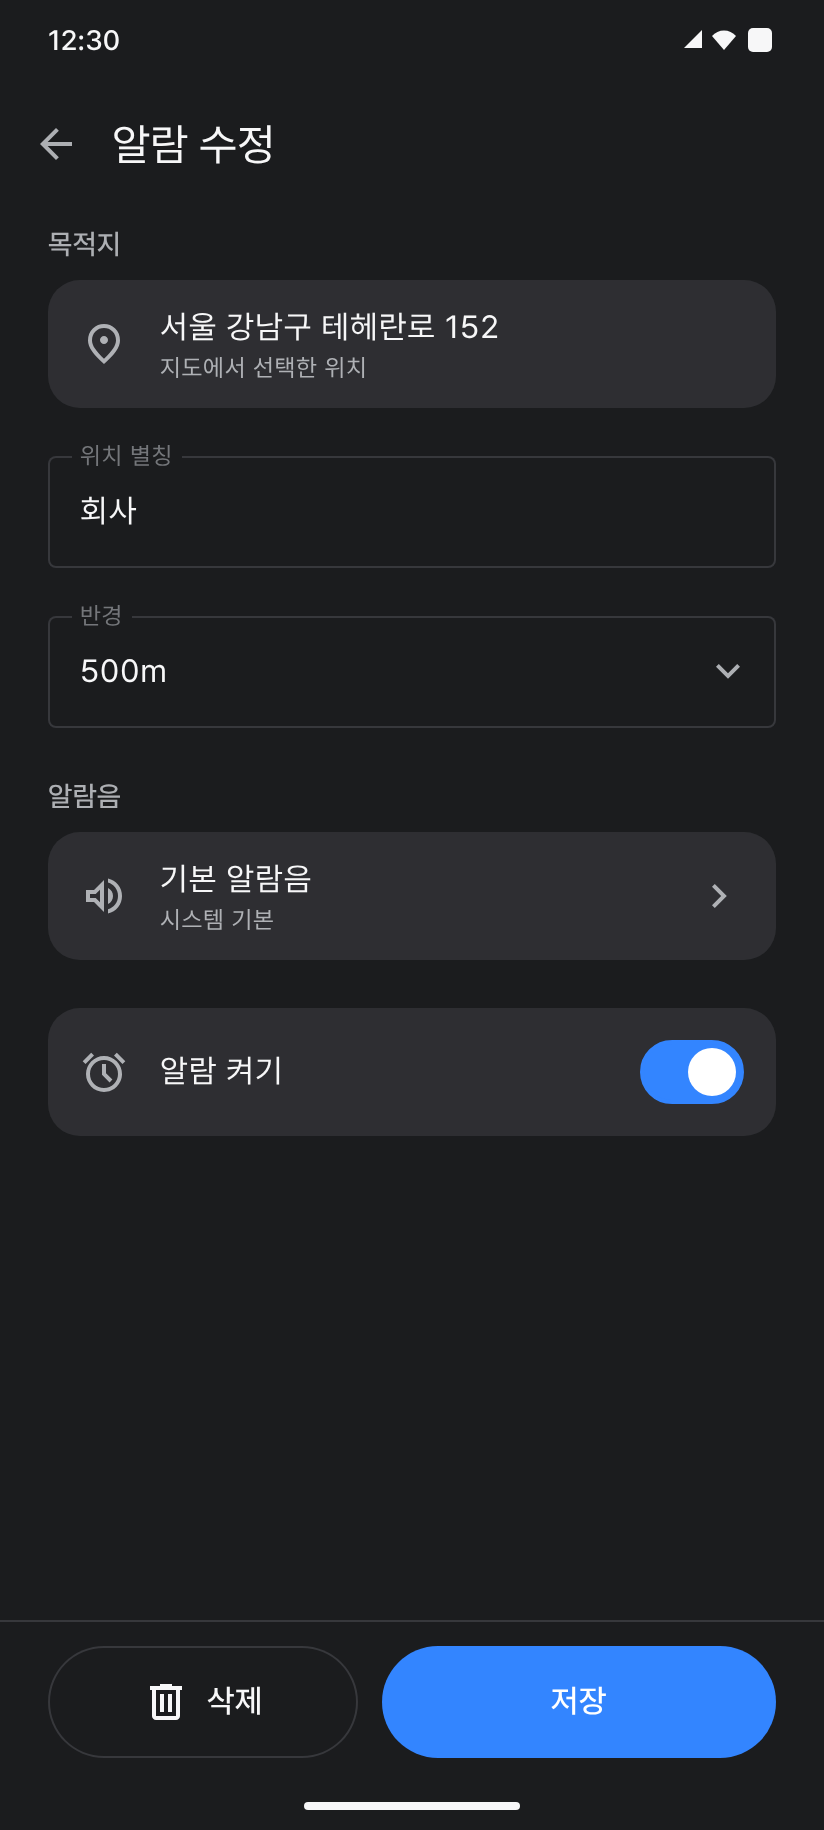 12:30
알람 수정
목적지
서울 강남구 테헤란로 152
지도에서 선택한 위치
위치 별칭
회사
반경
500m
알람음
기본 알람음
시스템 기본
알람 켜기
삭제
저장